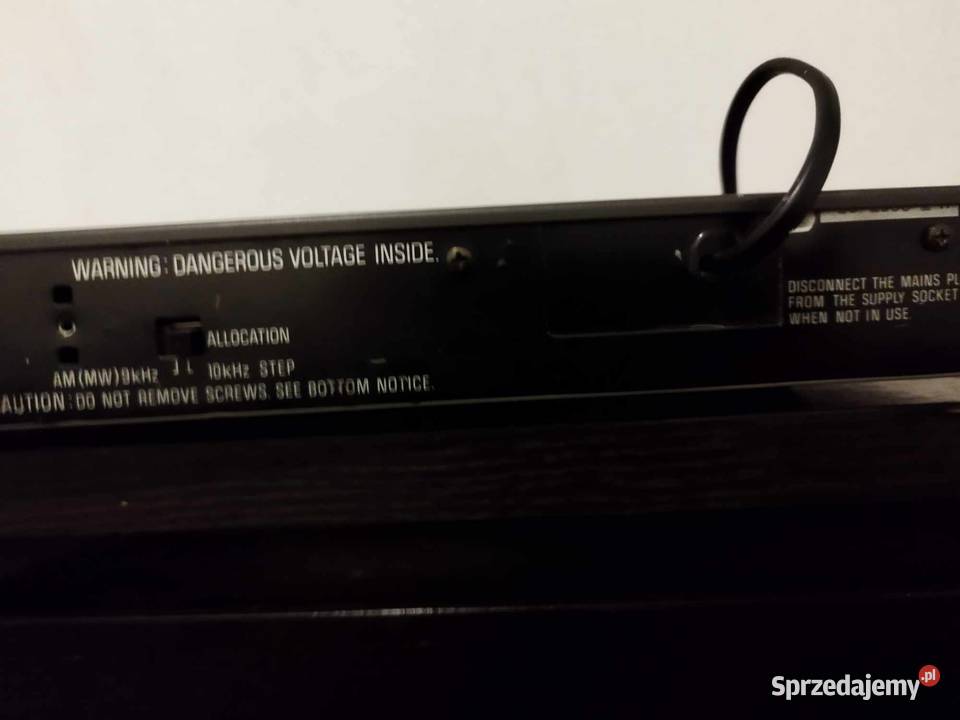 WARNING: DANGEROUS VOLTAGE INSIDE.
ALLOCATION
AM (MW) 9kHz 10kHz STEP
AUTION: DO NOT REMOVE SCREWS. SEE BOTTOM NOTICE.
DISCONNECT THE MAINS PL
FROM THE SUPPLY SOCKET
WHEN NOT IN USE.
Sprzedajemy.pl